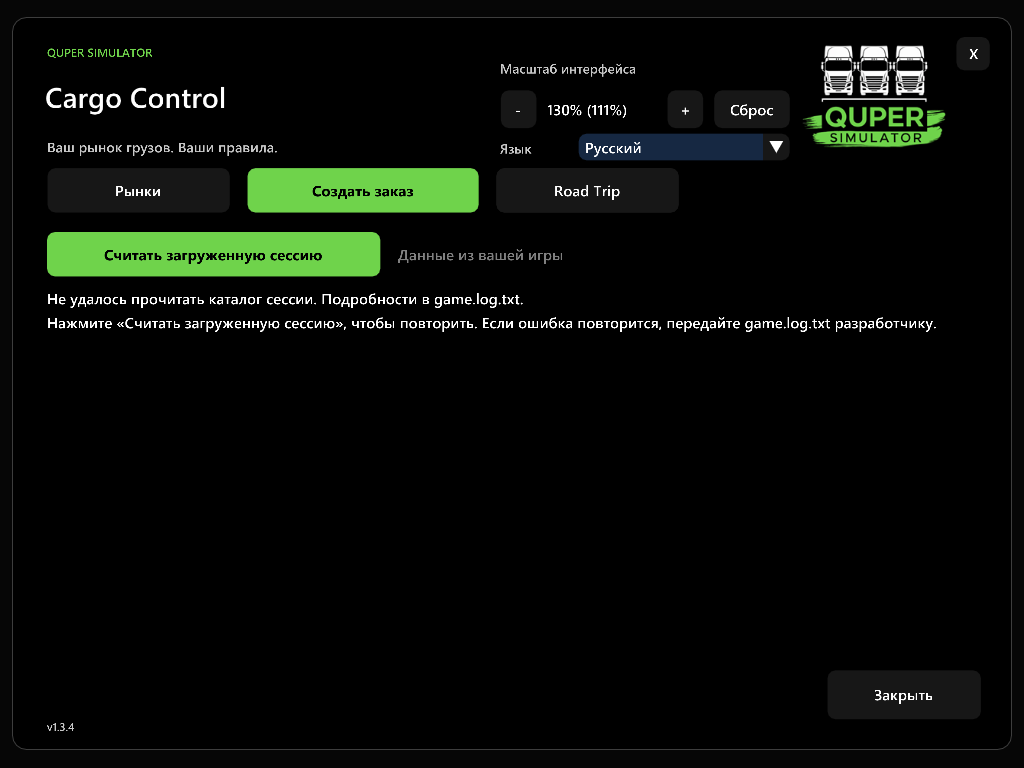 QUPER SIMULATOR
Cargo Control
Ваш рынок грузов. Ваши правила.
Масштаб интерфейса
- 130% (111%) + Сброс
Язык Русский
QUPER
SIMULATOR
X
Рынки Создать заказ Road Trip
Считать загруженную сессию Данные из вашей игры
Не удалось прочитать каталог сессии. Подробности в game.log.txt.
Нажмите «Считать загруженную сессию», чтобы повторить. Если ошибка повторится, передайте game.log.txt разработчику.
Закрыть
v1.3.4